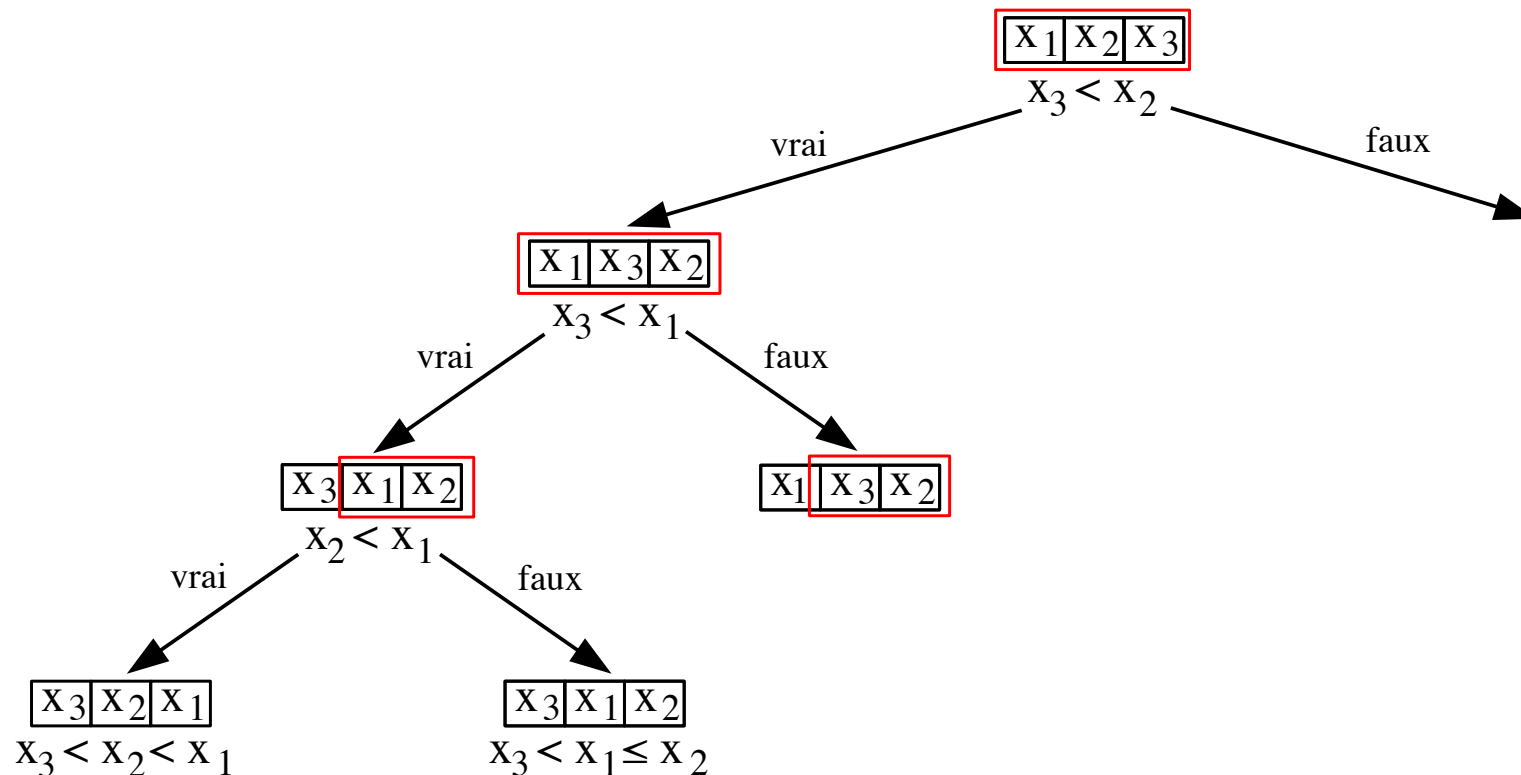 x1 x2 x3
x3 < x2
vrai faux
x1 x3 x2
x3 < x1
vrai faux
x3 x1 x2
x1 x3 x2
x2 < x1
vrai faux
x3 x2 x1
x3 x1 x2
x3 < x2 < x1
x3 < x1 ≤ x2